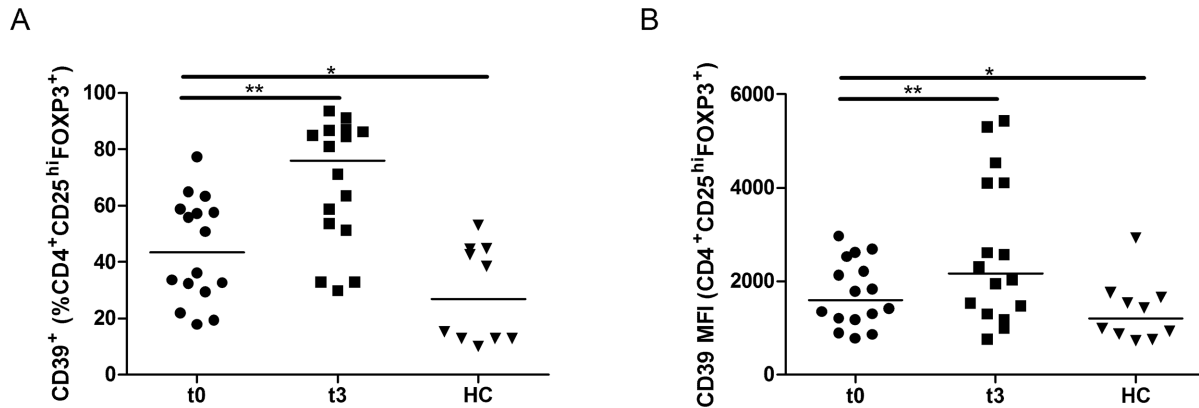 A
CD39⁺ (%CD4⁺CD25ʰⁱFOXP3⁺)
*
**
100
80
60
40
20
0
t0 t3 HC
B
CD39 MFI (CD4⁺CD25ʰⁱFOXP3⁺)
*
**
6000
4000
2000
0
t0 t3 HC